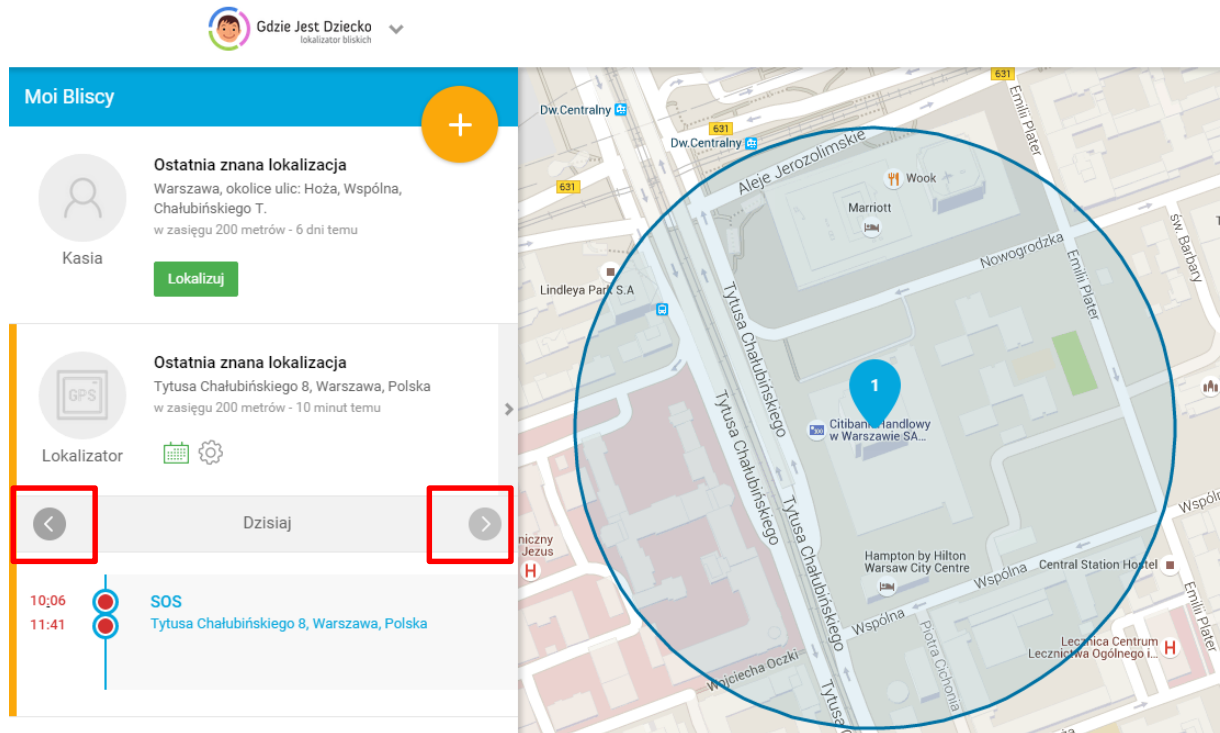 Gdzie Jest Dziecko
lokalizator bliskich
Moi Bliscy
+
Ostatnia znana lokalizacja
Warszawa, okolice ulic: Hoża, Wspólna,
Chałubińskiego T.
w zasięgu 200 metrów - 6 dni temu
Kasia
Lokalizuj
Ostatnia znana lokalizacja
GPS
Tytusa Chałubińskiego 8, Warszawa, Polska
w zasięgu 200 metrów - 10 minut temu
Lokalizator
Dzisiaj
10:06
SOS
11:41
Tytusa Chałubińskiego 8, Warszawa, Polska
631
Emilii Plater
Dw.Centralny
631
Dw.Centralny
Aleje Jerozolimskie
631
Wook
Marriott
św. Barbary
Nowogrodzka
Emilii Plater
Lindleya Park S.A
Tytusa Chałubińskiego
1
Tytusa Chałubińskiego
Citibank Handlowy
w Warszawie SA...
Tytusa Chałubińskiego
Wspóln
niczny
Jezus
H
Hampton by Hilton
Warsaw City Centre
Wspólna
Central Station Hostel
Emilii Plater
Wspólna
Piotra Cichonia
Lecznica Centrum
Lecznictwa Ogólnego i...
H
Wojciecha Oczki
Tytusa